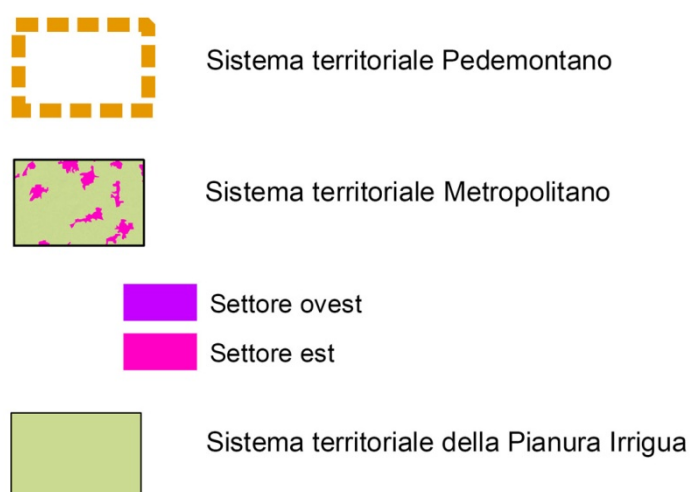 Sistema territoriale Pedemontano
Sistema territoriale Metropolitano
Settore ovest
Settore est
Sistema territoriale della Pianura Irrigua